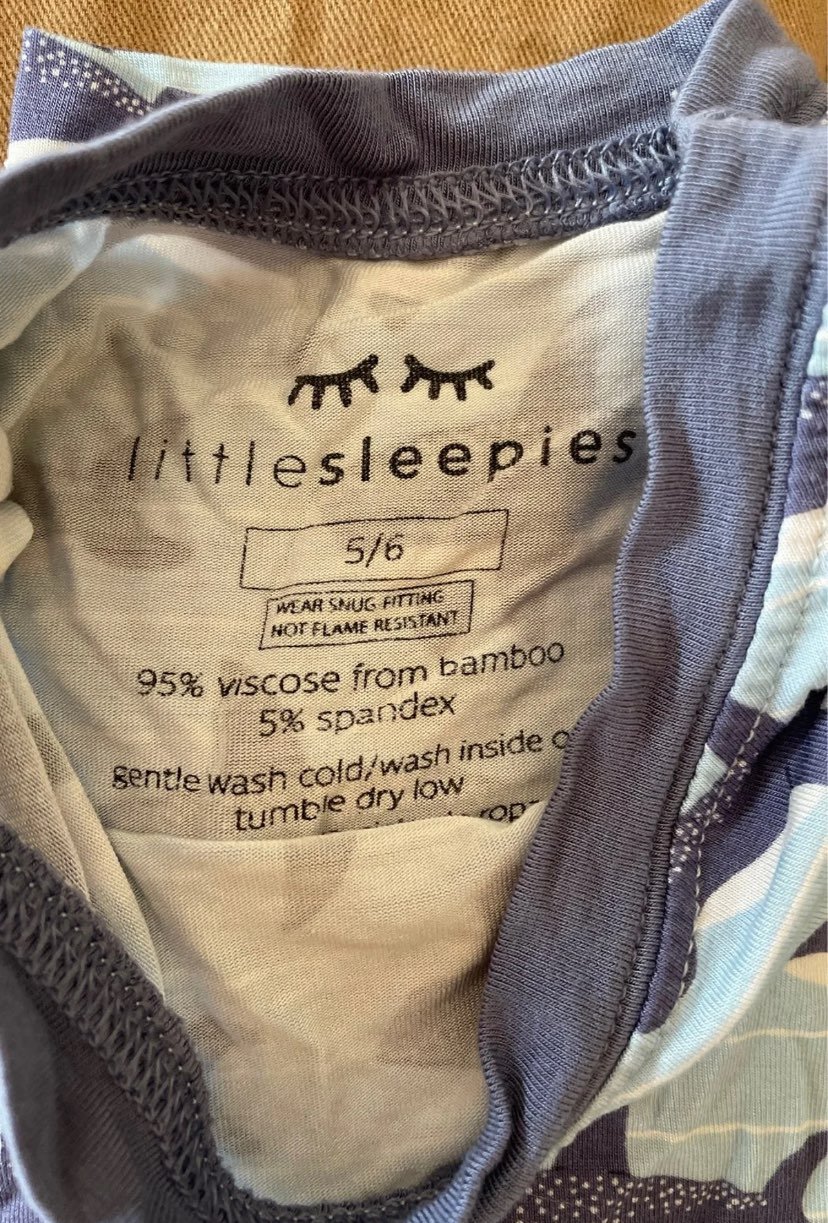 littlesleepies
5/6
WEAR SNUG FITTING
NOT FLAME RESISTANT
95% viscose from bamboo
5% spandex
gentle wash cold/wash inside
tumble dry low